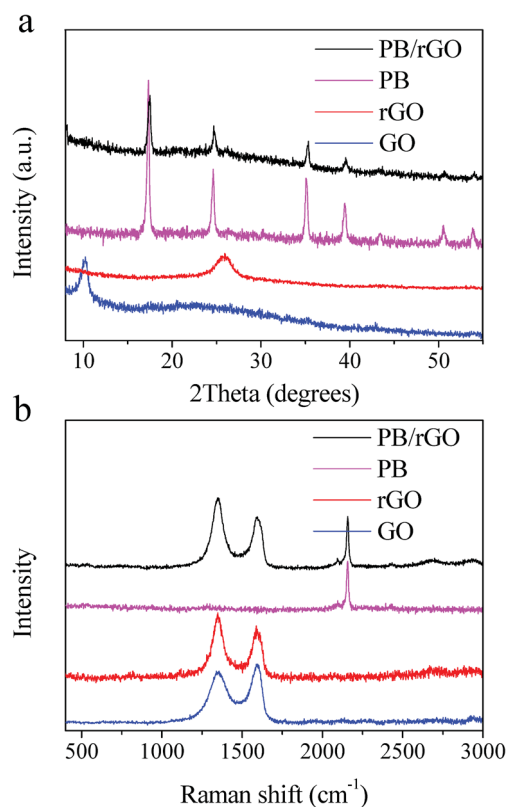 a
PB/rGO
PB
rGO
GO
Intensity (a.u.)
10 20 30 40 50
2Theta (degrees)
b
PB/rGO
PB
rGO
GO
Intensity
500 1000 1500 2000 2500 3000
Raman shift (cm⁻¹)